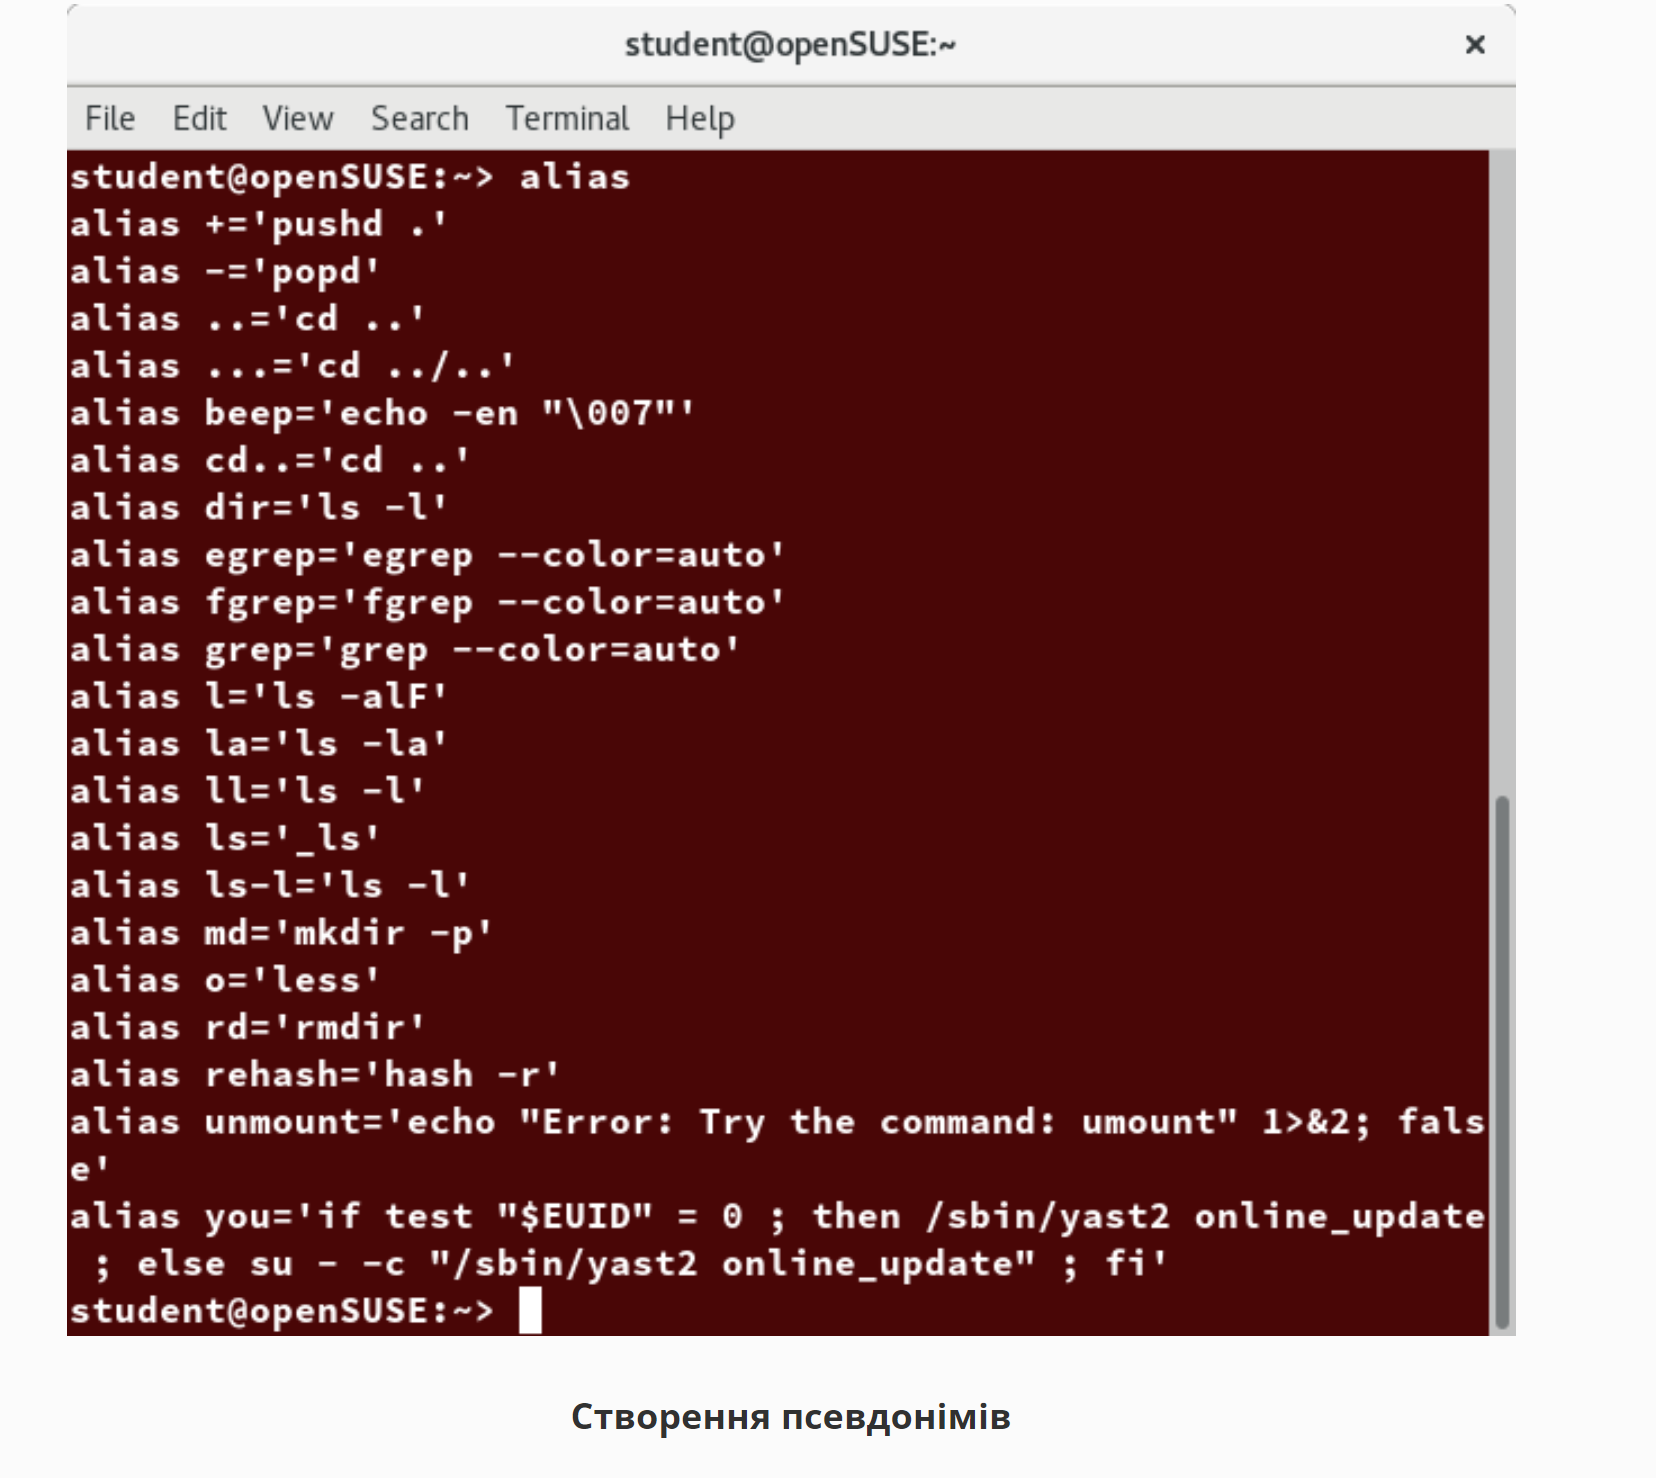 student@openSUSE:~ ×
File Edit View Search Terminal Help
student@openSUSE:~> alias
alias +='pushd .'
alias -='popd'
alias ..='cd ..'
alias ...='cd ../..'
alias beep='echo -en "\007"'
alias cd..='cd ..'
alias dir='ls -l'
alias egrep='egrep --color=auto'
alias fgrep='fgrep --color=auto'
alias grep='grep --color=auto'
alias l='ls -alF'
alias la='ls -la'
alias ll='ls -l'
alias ls='_ls'
alias ls-l='ls -l'
alias md='mkdir -p'
alias o='less'
alias rd='rmdir'
alias rehash='hash -r'
alias unmount='echo "Error: Try the command: umount" 1>&2; fals
e'
alias you='if test "$EUID" = 0 ; then /sbin/yast2 online_update
 ; else su - -c "/sbin/yast2 online_update" ; fi'
student@openSUSE:~>
Створення псевдонімів